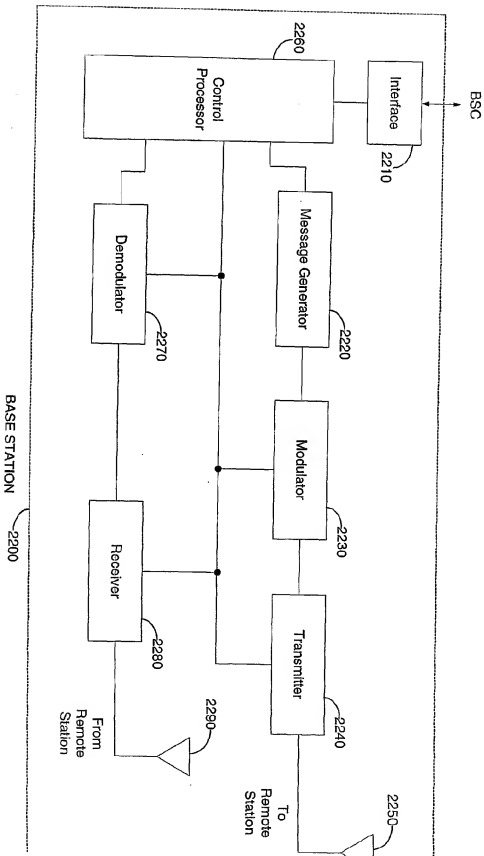 BSC
Interface
2210
2260
Control
Processor
Message Generator
2220
Modulator
2230
Transmitter
2240
2250
To
Remote
Station
Demodulator
2270
Receiver
2280
2290
From
Remote
Station
BASE STATION
2200